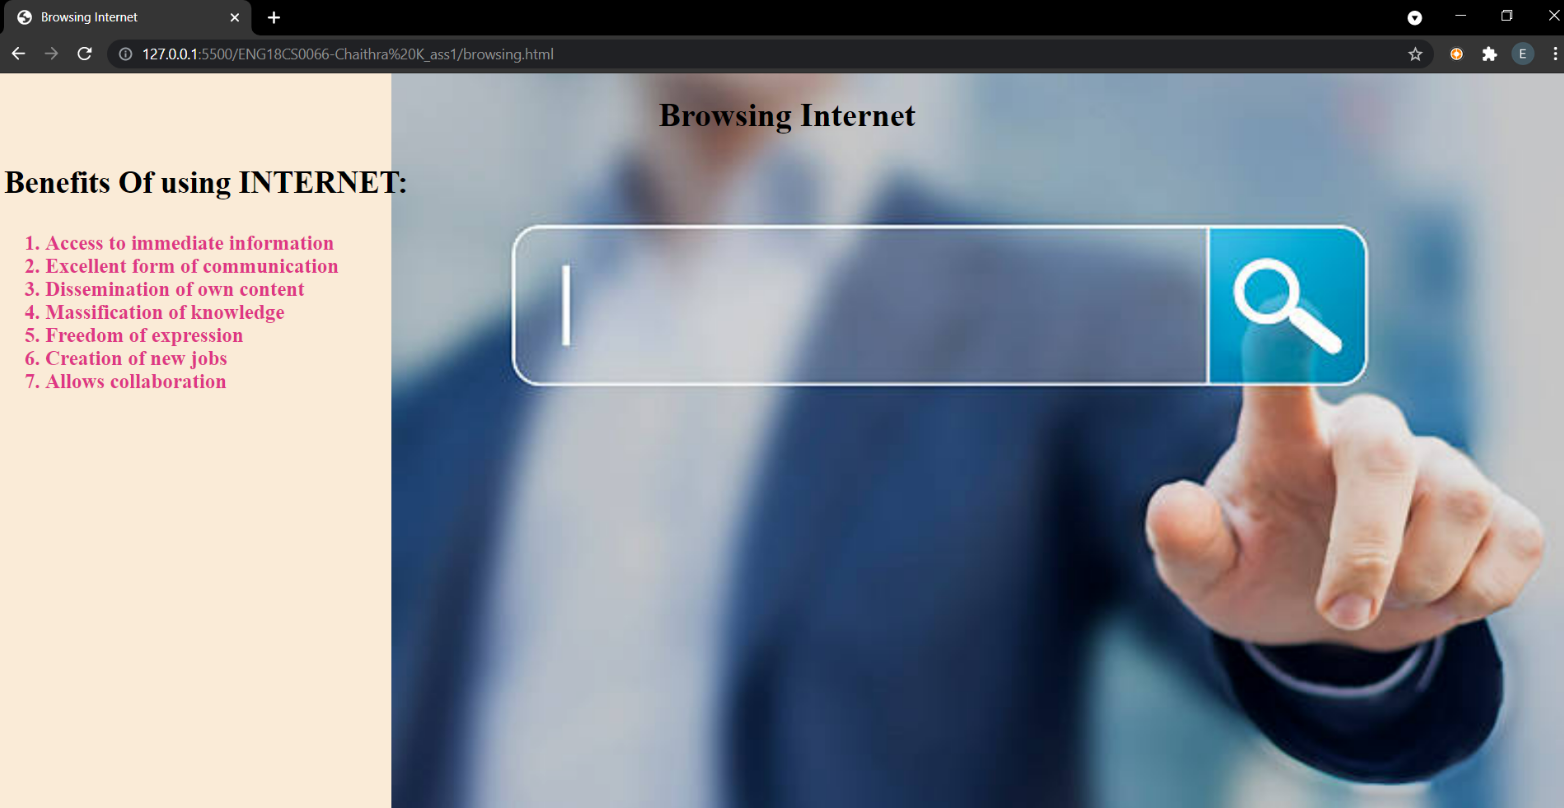 Browsing Internet
127.0.0.1:5500/ENG18CS0066-Chaithra%20K_ass1/browsing.html
E
Browsing Internet
Benefits Of using INTERNET:
1. Access to immediate information
2. Excellent form of communication
3. Dissemination of own content
4. Massification of knowledge
5. Freedom of expression
6. Creation of new jobs
7. Allows collaboration